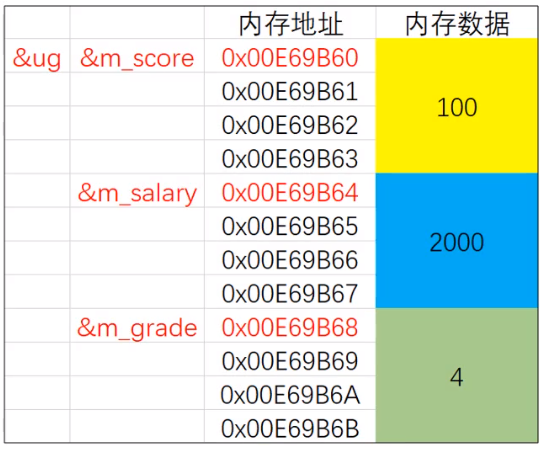 内存地址 内存数据
&ug &m_score 0x00E69B60
0x00E69B61
100
0x00E69B62
0x00E69B63
&m_salary 0x00E69B64
0x00E69B65
2000
0x00E69B66
0x00E69B67
&m_grade 0x00E69B68
0x00E69B69
4
0x00E69B6A
0x00E69B6B